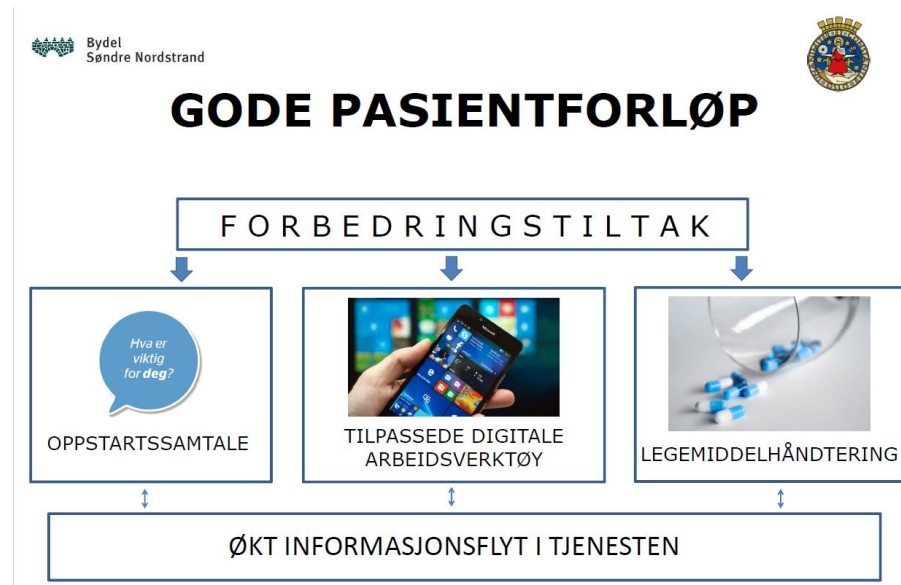 Bydel
Søndre Nordstrand
GODE PASIENTFORLØP
FORBEDRINGSTILTAK
Hva er
viktig
for deg?
OPPSTARTSSAMTALE
Microsoft
TILPASSEDE DIGITALE
ARBEIDSVERKTØY
LEGEMIDDELHÅNDTERING
ØKT INFORMASJONSFLYT I TJENESTEN